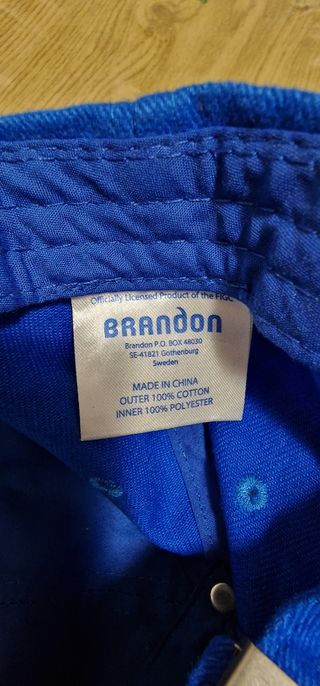 Officially Licensed Product of the FIGC
BRANDON
Brandon P.O. BOX 48030
SE-41821 Gothenburg
Sweden
MADE IN CHINA
OUTER 100% COTTON
INNER 100% POLYESTER